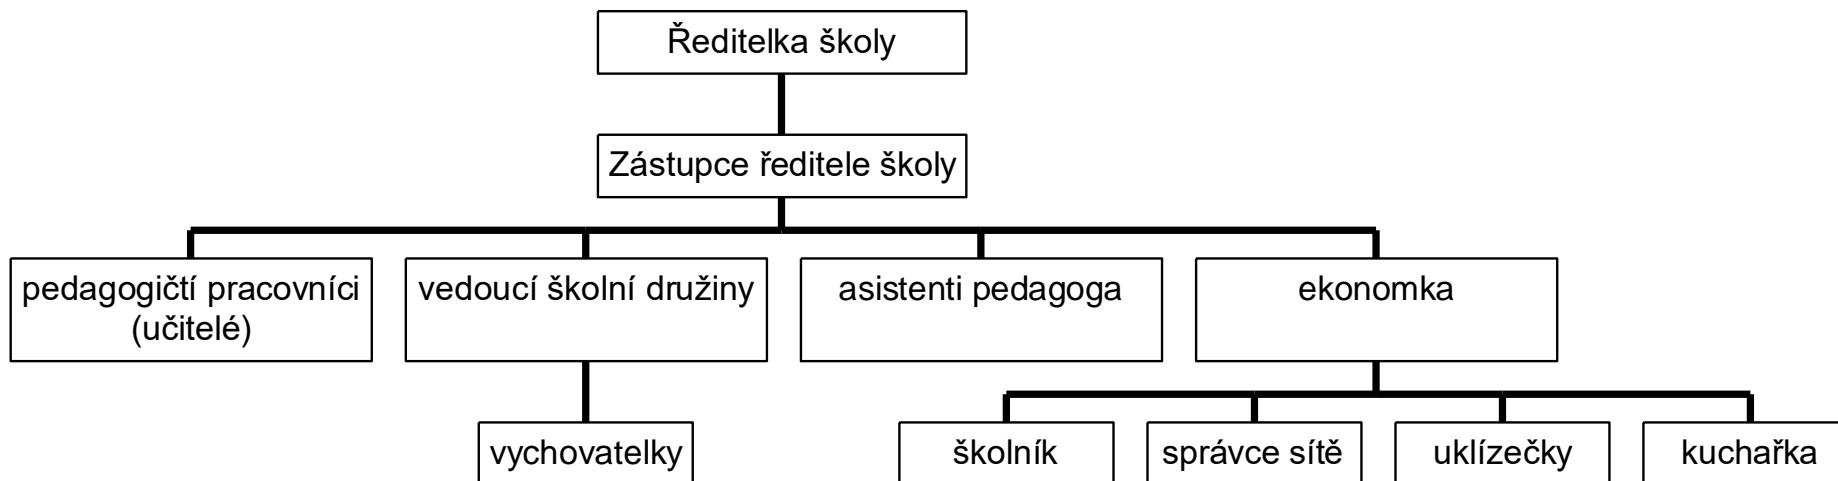 Ředitelka školy
Zástupce ředitele školy
pedagogičtí pracovníci
(učitelé)
vedoucí školní družiny
asistenti pedagoga
ekonomka
vychovatelky
školník
správce sítě
uklízečky
kuchařka